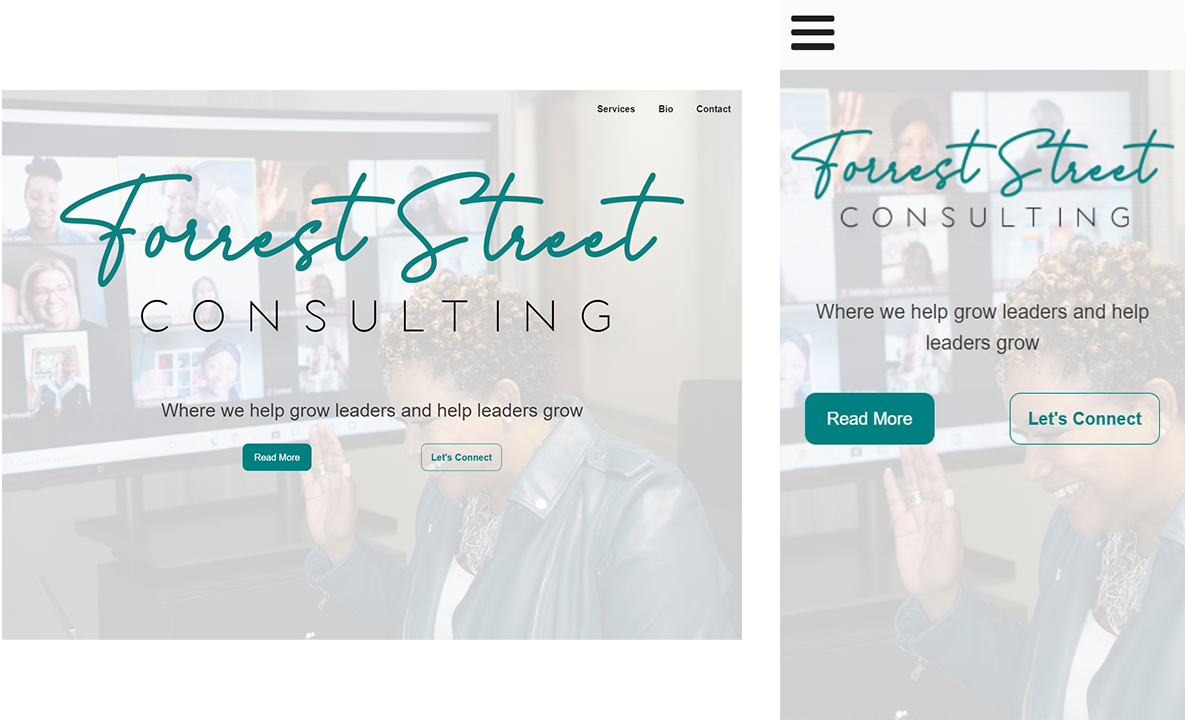 Services Bio Contact
Forrest Street
CONSULTING
Where we help grow leaders and help leaders grow
Read More
Let's Connect
Forrest Street
CONSULTING
Where we help grow leaders and help
leaders grow
Read More
Let's Connect